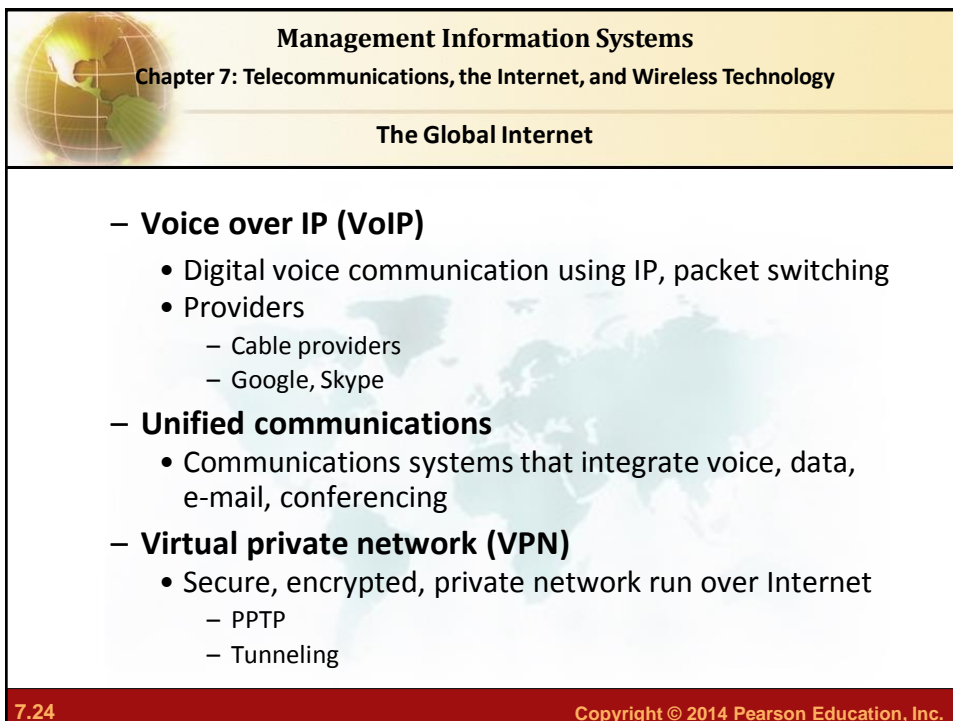 Management Information Systems
Chapter 7: Telecommunications, the Internet, and Wireless Technology
The Global Internet
– Voice over IP (VoIP)
• Digital voice communication using IP, packet switching
• Providers
– Cable providers
– Google, Skype
– Unified communications
• Communications systems that integrate voice, data,
e-mail, conferencing
– Virtual private network (VPN)
• Secure, encrypted, private network run over Internet
– PPTP
– Tunneling
7.24 Copyright © 2014 Pearson Education, Inc.